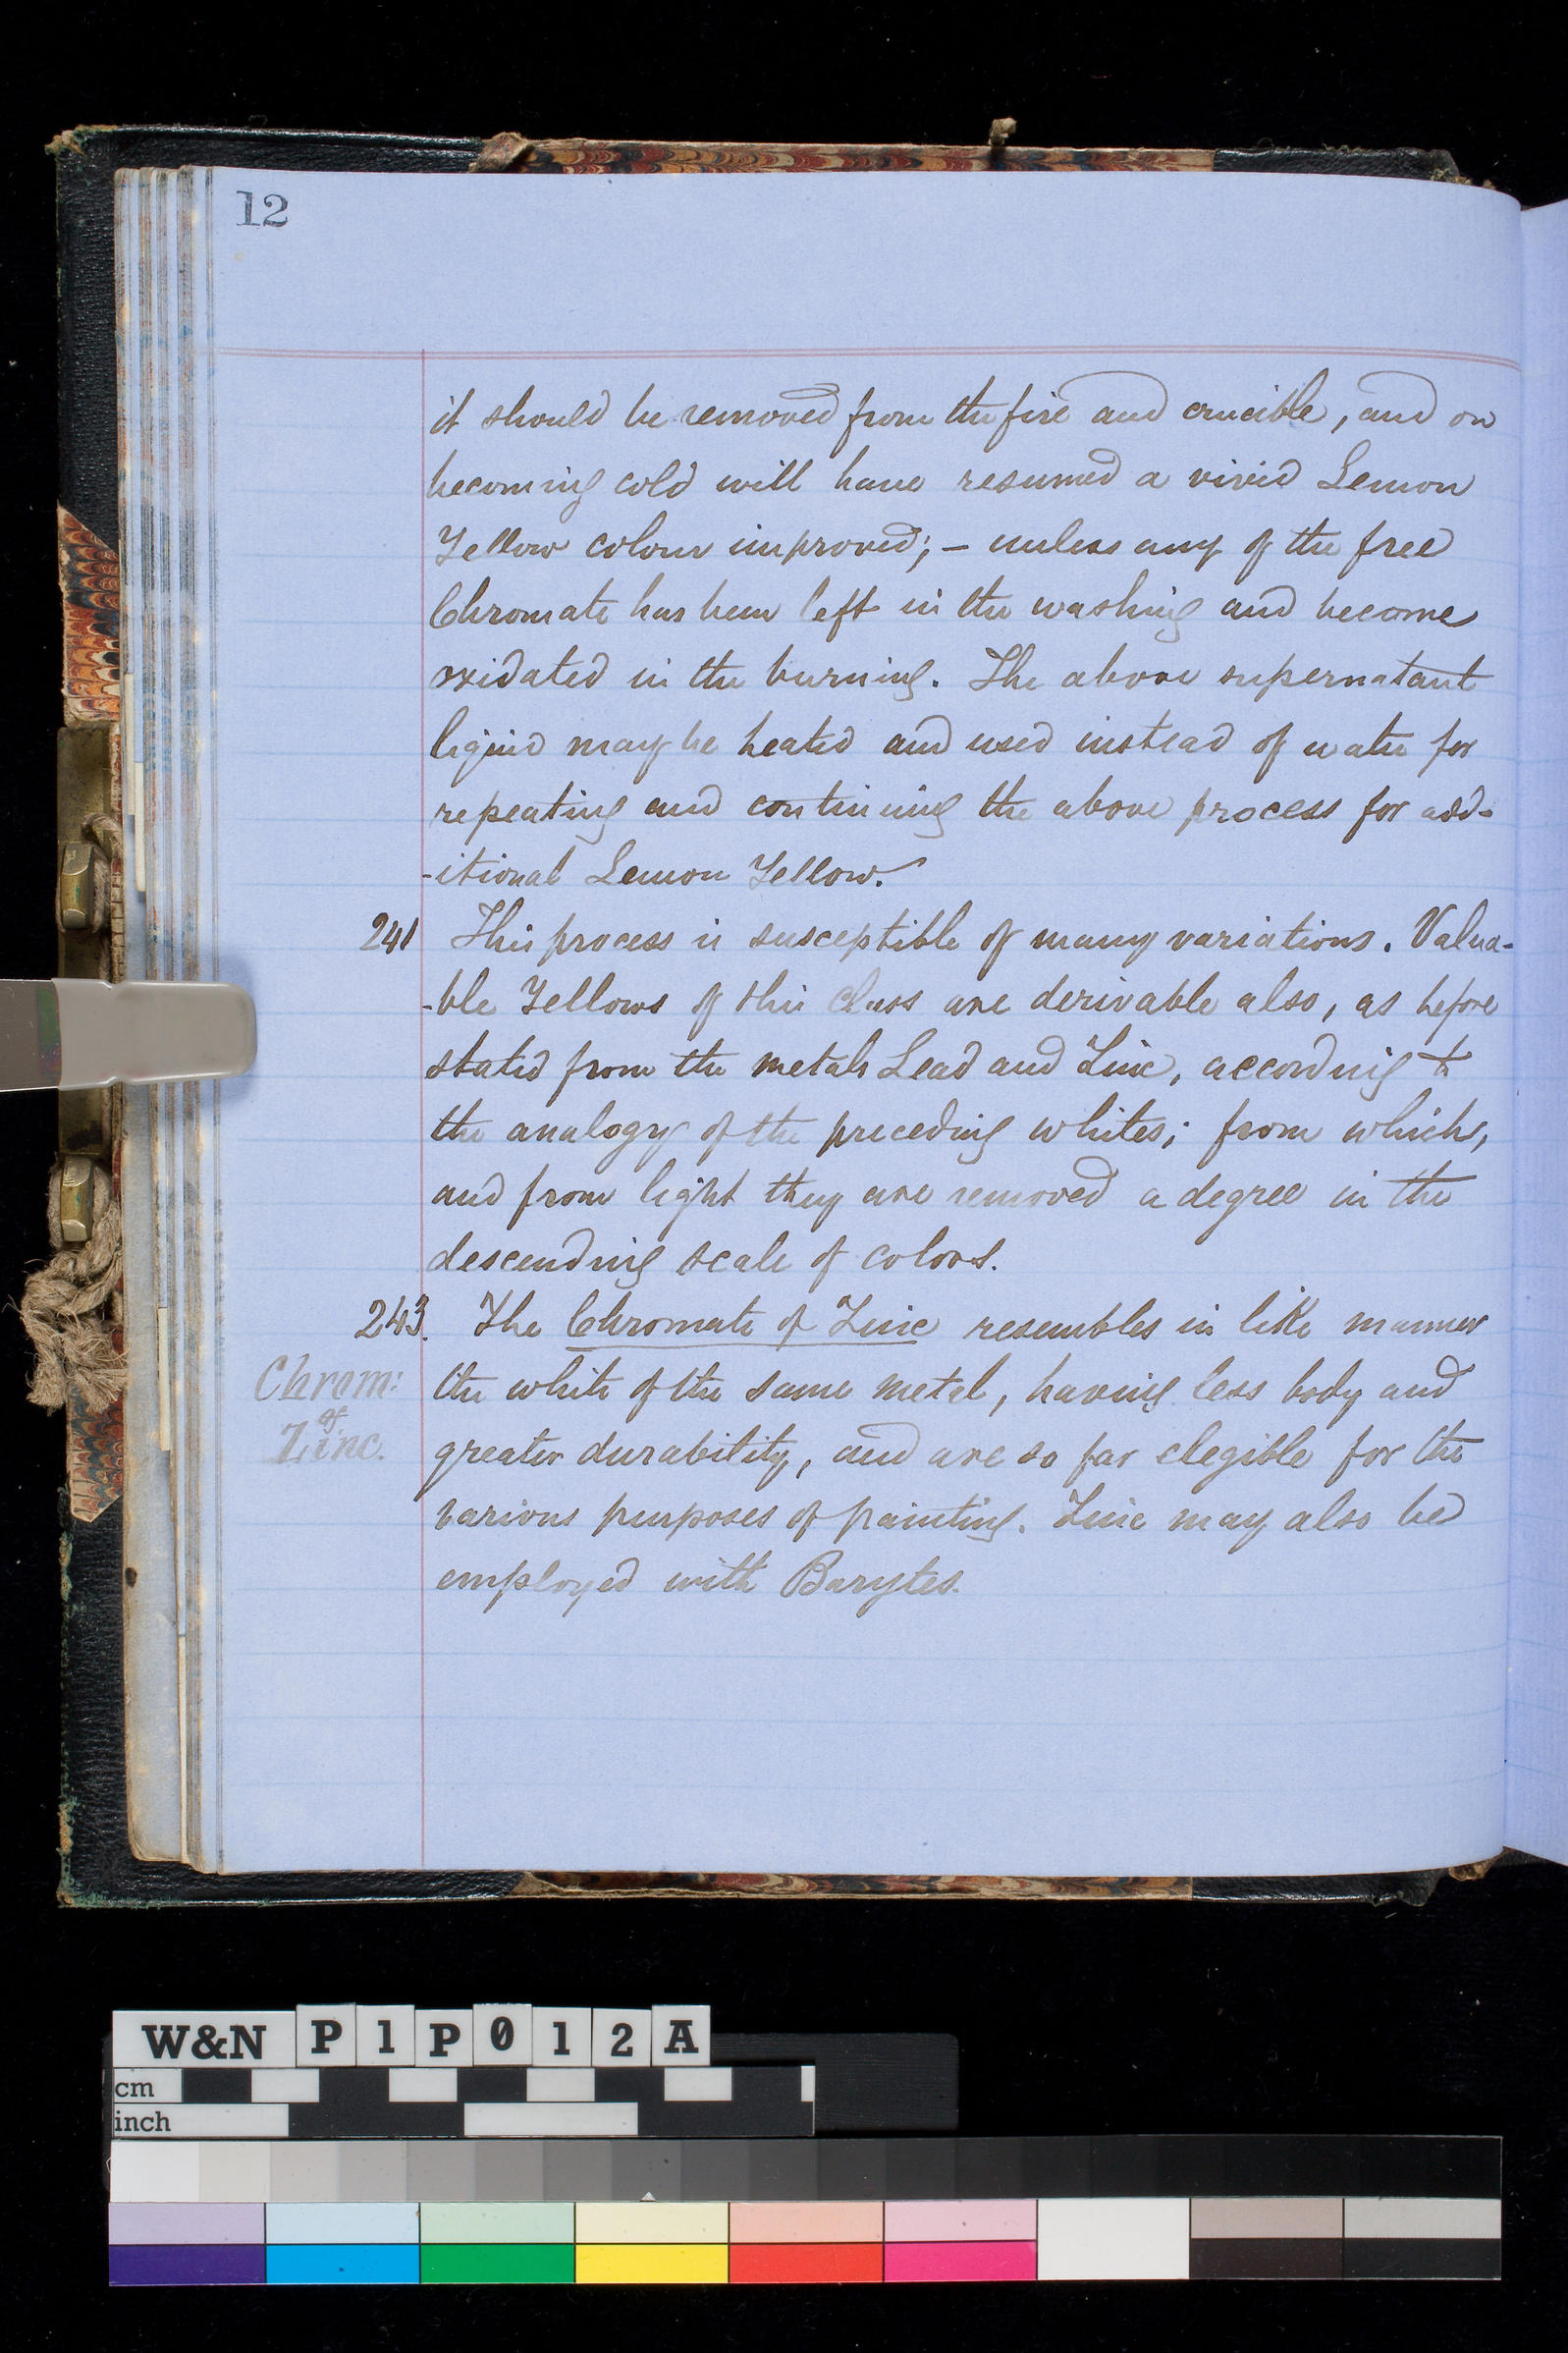 12
it should be removed from the fire and crucible, and on
becoming cold will have resumed a vivid Lemon
Yellow colour improved; – unless any of the free
Chromate has been left in the washing and become
oxidated in the burning. The above supernatant
liquid may be heated and used instead of water for
repeating and continuing the above process for add-
-itional Lemon Yellow.
241 This process is susceptible of many variations. Valua-
-ble Yellows of this class are derivable also, as before
stated from the metals Lead and Zinc, according to
the analogy of the preceding whites; from which,
and from light they are removed a degree in the
descending scale of colors.
243. The Chromate of Zinc resembles in like manner
Chrom: the white of the same metal, having less body and
of
Zinc. greater durability, and are so far elegible for the
various purposes of painting. Zinc may also be
employed with Barytes.
W&N P1P012A
cm
inch